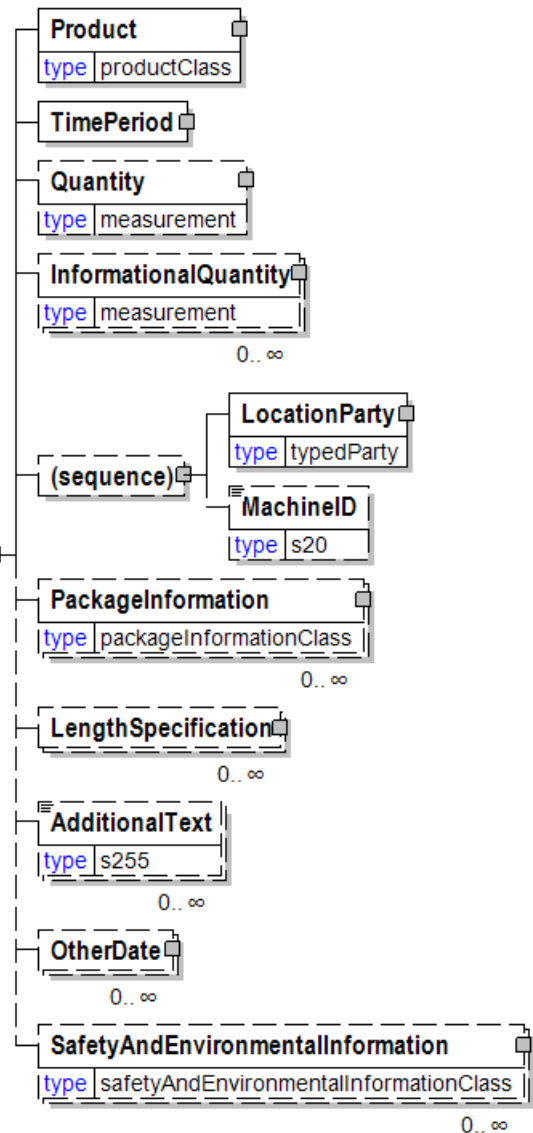 Product
type productClass
TimePeriod
Quantity
type measurement
InformationalQuantity
type measurement
0.. ∞
LocationParty
type typedParty
(sequence)
MachineID
type s20
PackageInformation
type packageInformationClass
0.. ∞
LengthSpecification
0.. ∞
AdditionalText
type s255
0.. ∞
OtherDate
0.. ∞
SafetyAndEnvironmentalInformation
type safetyAndEnvironmentalInformationClass
0.. ∞